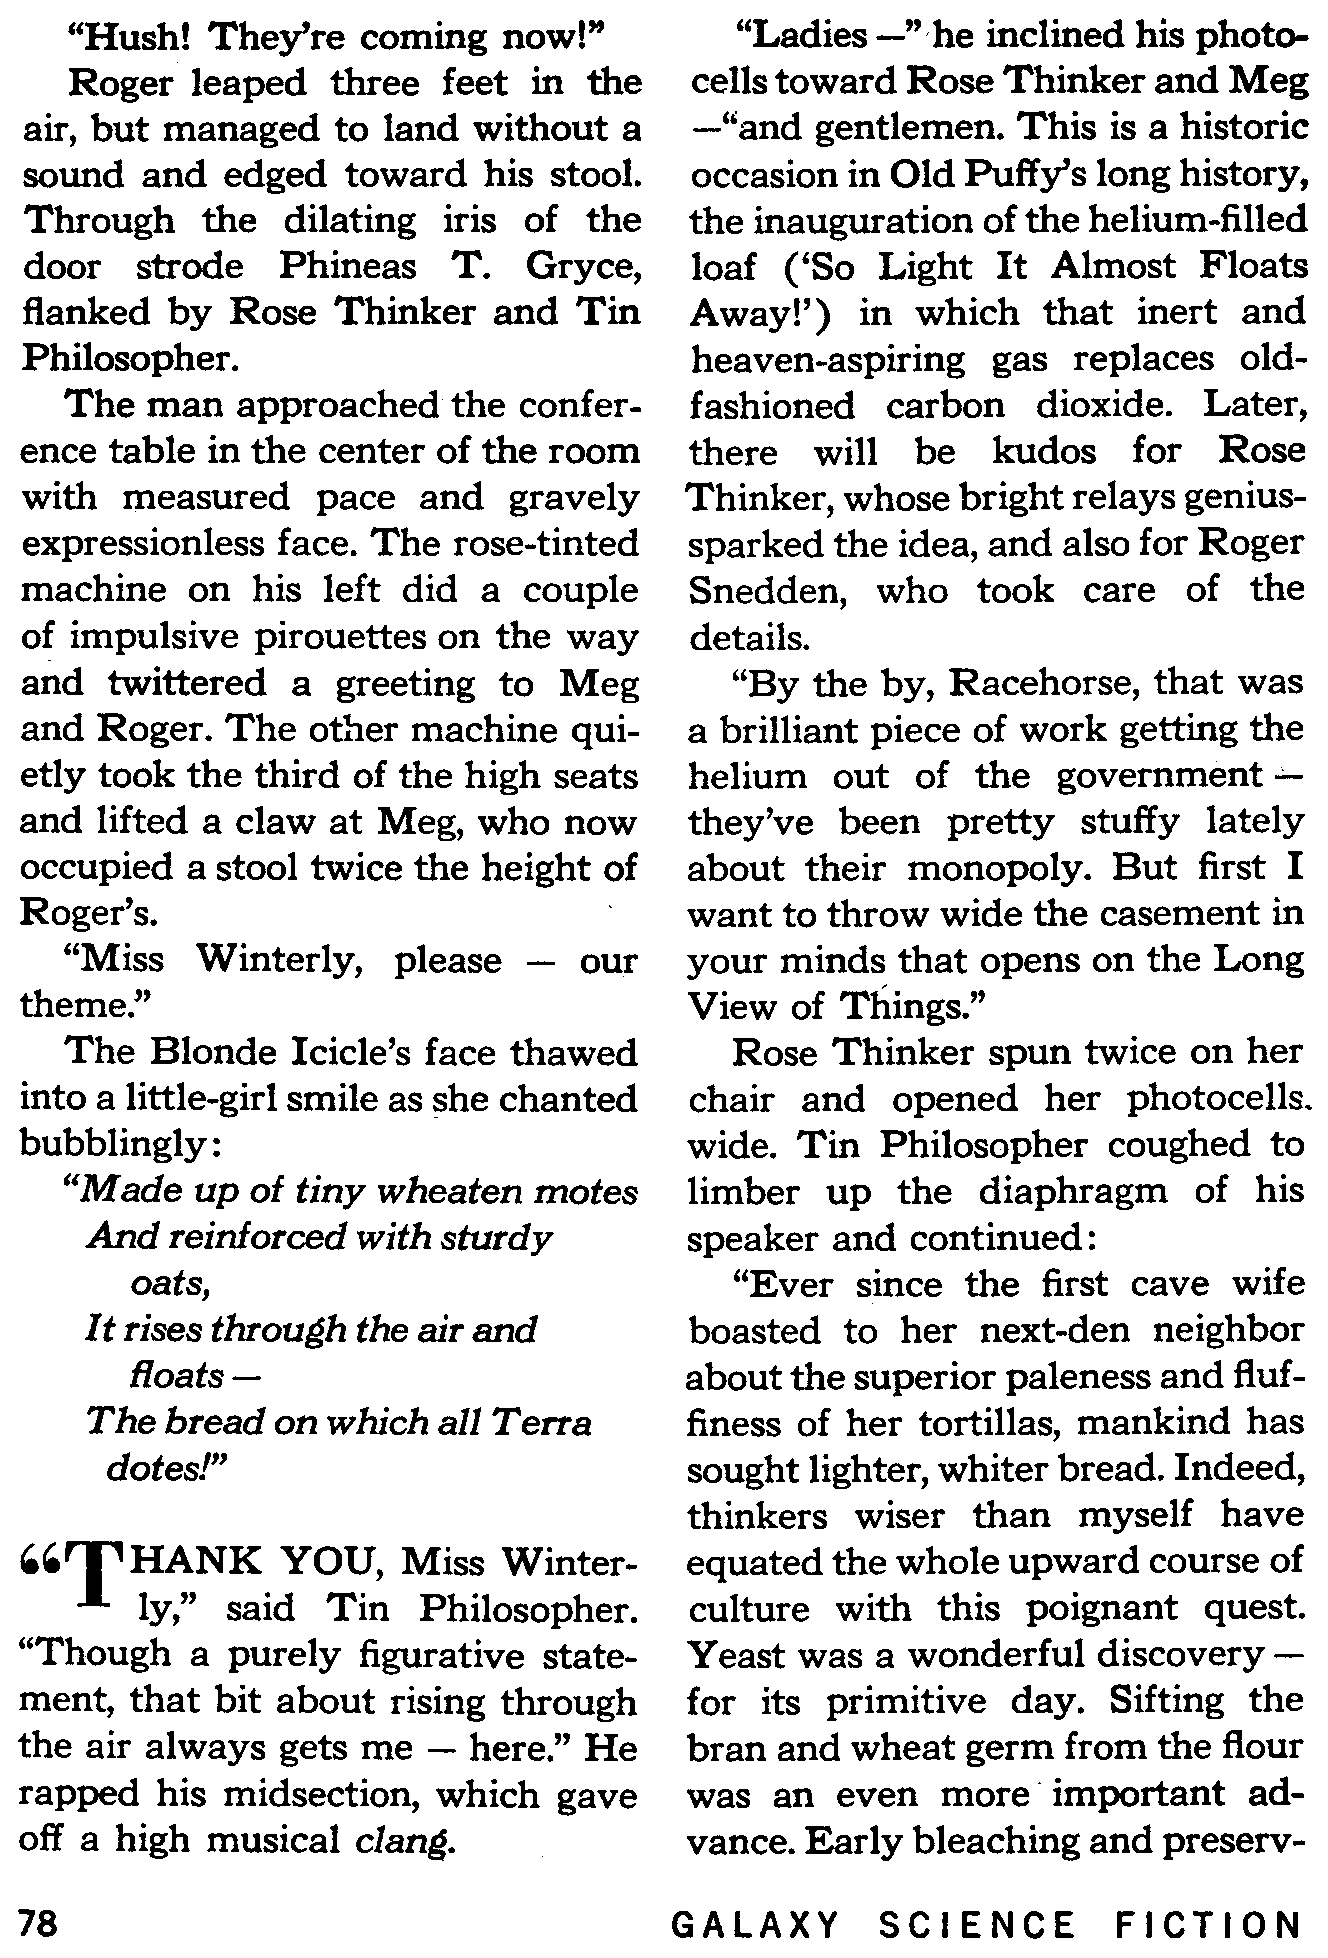 “Hush! They’re coming now!”
Roger leaped three feet in the
air, but managed to land without a
sound and edged toward his stool.
Through the dilating iris of the
door strode Phineas T. Gryce,
flanked by Rose Thinker and Tin
Philosopher.
The man approached the confer-
ence table in the center of the room
with measured pace and gravely
expressionless face. The rose-tinted
machine on his left did a couple
of impulsive pirouettes on the way
and twittered a greeting to Meg
and Roger. The other machine qui-
etly took the third of the high seats
and lifted a claw at Meg, who now
occupied a stool twice the height of
Roger’s.
“Miss Winterly, please — our
theme.”
The Blonde Icicle’s face thawed
into a little-girl smile as she chanted
bubblingly:
“Made up of tiny wheaten motes
And reinforced with sturdy
oats,
It rises through the air and
floats —
The bread on which all Terra
dotes!”
“THANK YOU, Miss Winter-
ly,” said Tin Philosopher.
“Though a purely figurative state-
ment, that bit about rising through
the air always gets me — here.” He
rapped his midsection, which gave
off a high musical clang.
“Ladies —” he inclined his photo-
cells toward Rose Thinker and Meg
—“and gentlemen. This is a historic
occasion in Old Puffy’s long history,
the inauguration of the helium-filled
loaf (‘So Light It Almost Floats
Away!’) in which that inert and
heaven-aspiring gas replaces old-
fashioned carbon dioxide. Later,
there will be kudos for Rose
Thinker, whose bright relays genius-
sparked the idea, and also for Roger
Snedden, who took care of the
details.
“By the by, Racehorse, that was
a brilliant piece of work getting the
helium out of the government —
they’ve been pretty stuffy lately
about their monopoly. But first I
want to throw wide the casement in
your minds that opens on the Long
View of Things.”
Rose Thinker spun twice on her
chair and opened her photocells.
wide. Tin Philosopher coughed to
limber up the diaphragm of his
speaker and continued:
“Ever since the first cave wife
boasted to her next-den neighbor
about the superior paleness and fluf-
finess of her tortillas, mankind has
sought lighter, whiter bread. Indeed,
thinkers wiser than myself have
equated the whole upward course of
culture with this poignant quest.
Yeast was a wonderful discovery —
for its primitive day. Sifting the
bran and wheat germ from the flour
was an even more important ad-
vance. Early bleaching and preserv-
78
GALAXY SCIENCE FICTION